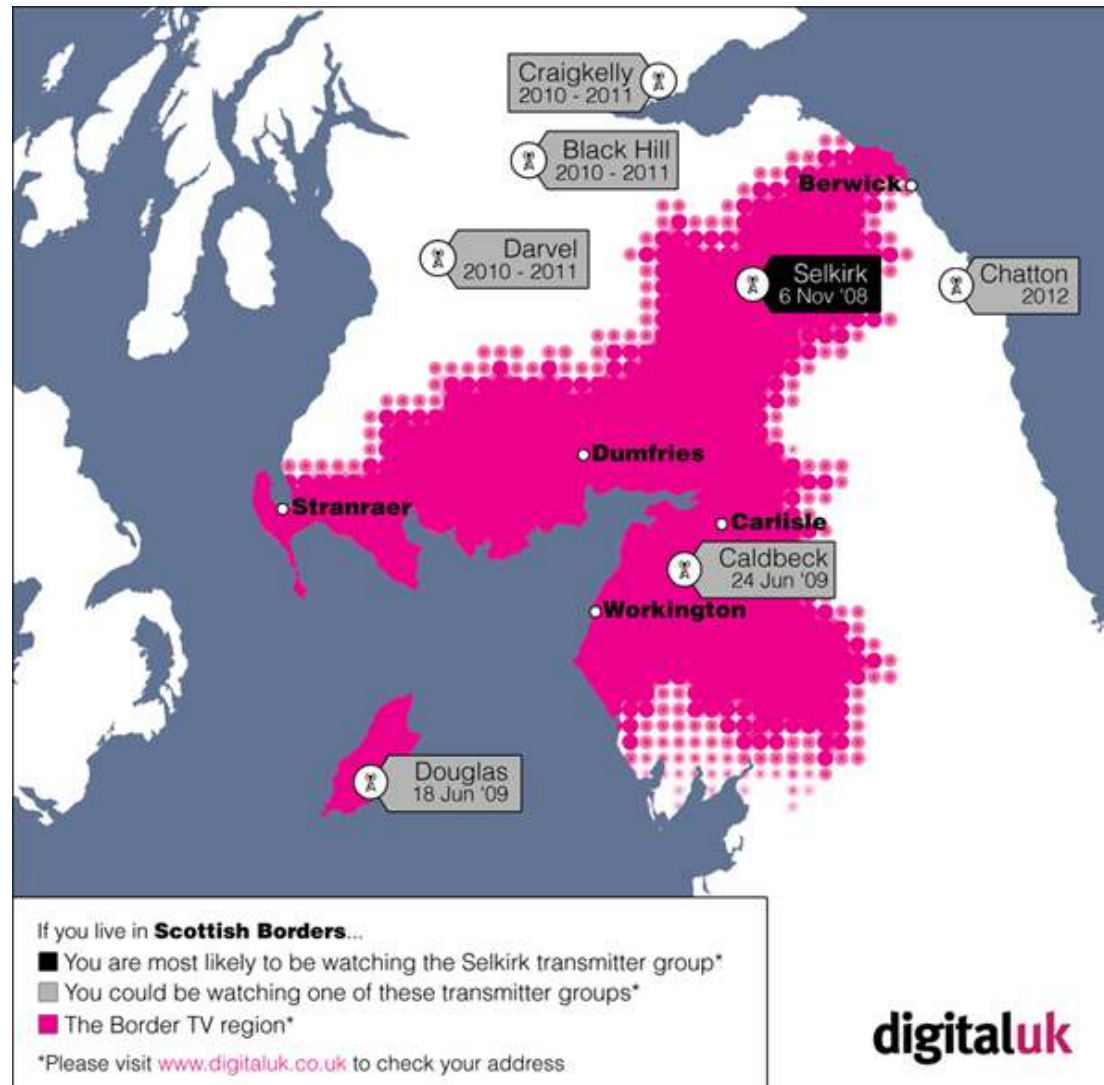 Craigkelly
2010 - 2011
Black Hill
2010 - 2011
Berwick
Darvel
2010 - 2011
Selkirk
6 Nov '08
Chatton
2012
Dumfries
Stranraer
Carlisle
Caldbeck
24 Jun '09
Workington
Douglas
18 Jun '09
If you live in Scottish Borders...
You are most likely to be watching the Selkirk transmitter group*
You could be watching one of these transmitter groups*
The Border TV region*
*Please visit www.digitaluk.co.uk to check your address
digitaluk